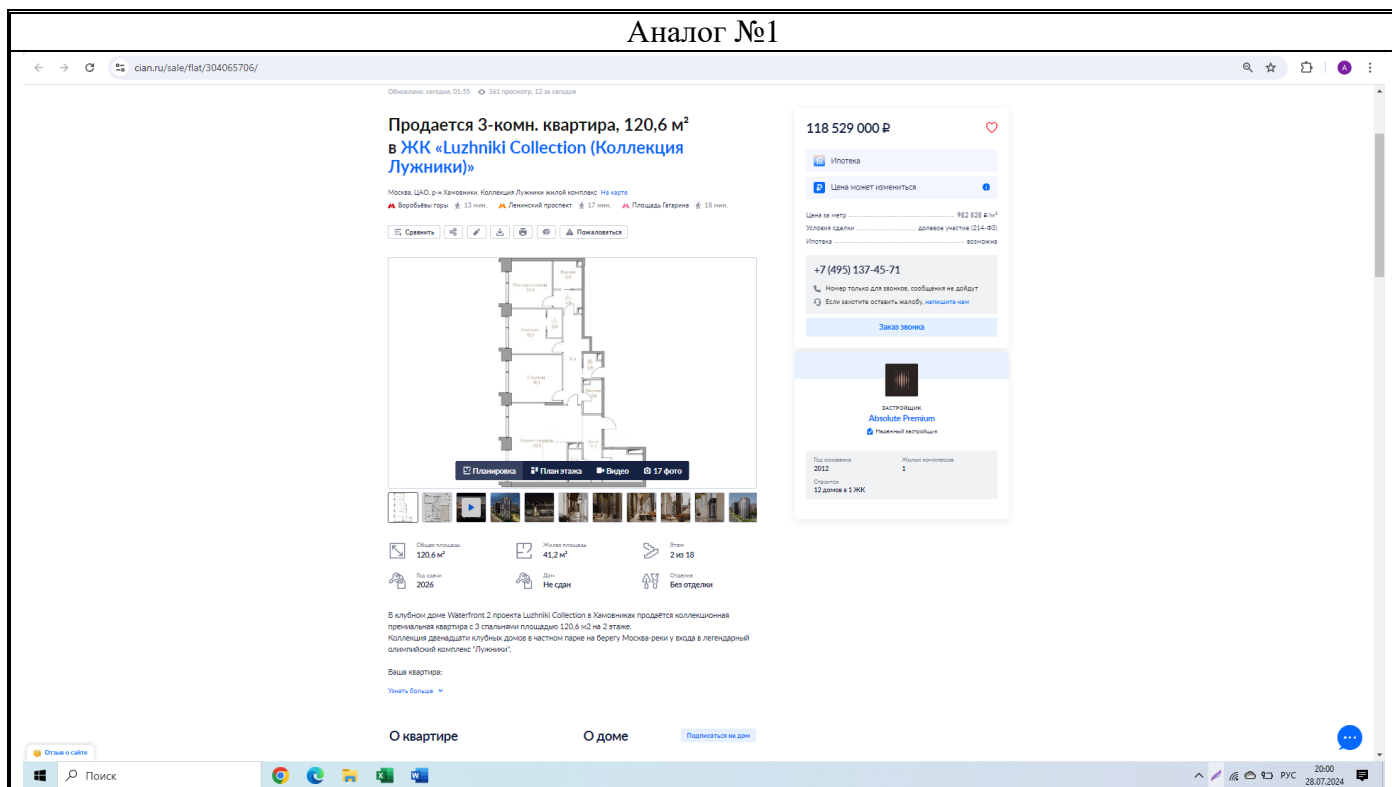 Аналог №1
cian.ru/sale/flat/304065706/
A
Обновлено: сегодня, 01:55 361 просмотр, 12 за сегодня
Продается 3-комн. квартира, 120,6 м²
в ЖК «Luzhniki Collection (Коллекция
Лужники)»
Москва, ЦАО, р-н Хамовники, Коллекция Лужники жилой комплекс На карте
Воробьёвы горы 13 мин. Ленинский проспект 17 мин. Площадь Гагарина 18 мин.
Сравнить Пожаловаться
Планировка План этажа Видео 17 фото
Общая площадь Жилая площадь Этаж
120,6 м² 41,2 м² 2 из 18
Год сдачи Дом Отделка
2026 Не сдан Без отделки
В клубном доме Waterfront 2 проекта Luzhniki Collection в Хамовниках продаётся коллекционная
премиальная квартира с 3 спальнями площадью 120,6 м2 на 2 этаже.
Коллекция двенадцати клубных домов в частном парке на берегу Москва-реки у входа в легендарный
олимпийский комплекс "Лужники".
Ваша квартира:
Узнать больше
О квартире О доме Подписаться на дом
118 529 000 ₽
Ипотека
Цена может измениться
Цена за метр 982 828 ₽/м²
Условия сделки долевое участие (214-ФЗ)
Ипотека возможна
+7 (495) 137-45-71
Номер только для звонков, сообщения не дойдут
Если захотите оставить жалобу, напишите нам
Заказ звонка
ЗАСТРОЙЩИК
Absolute Premium
Надежный застройщик
Год основания Жилых комплексов
2012 1
Строится
12 домов в 1 ЖК
Отзыв о сайте
Поиск
РУС
20:00
28.07.2024